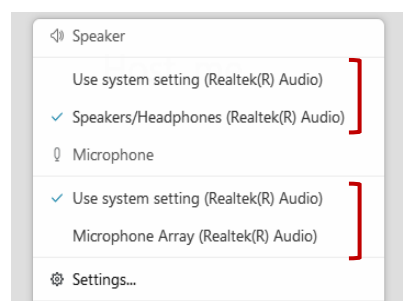 Speaker
Use system setting (Realtek(R) Audio)
Speakers/Headphones (Realtek(R) Audio)
Microphone
Use system setting (Realtek(R) Audio)
Microphone Array (Realtek(R) Audio)
Settings...